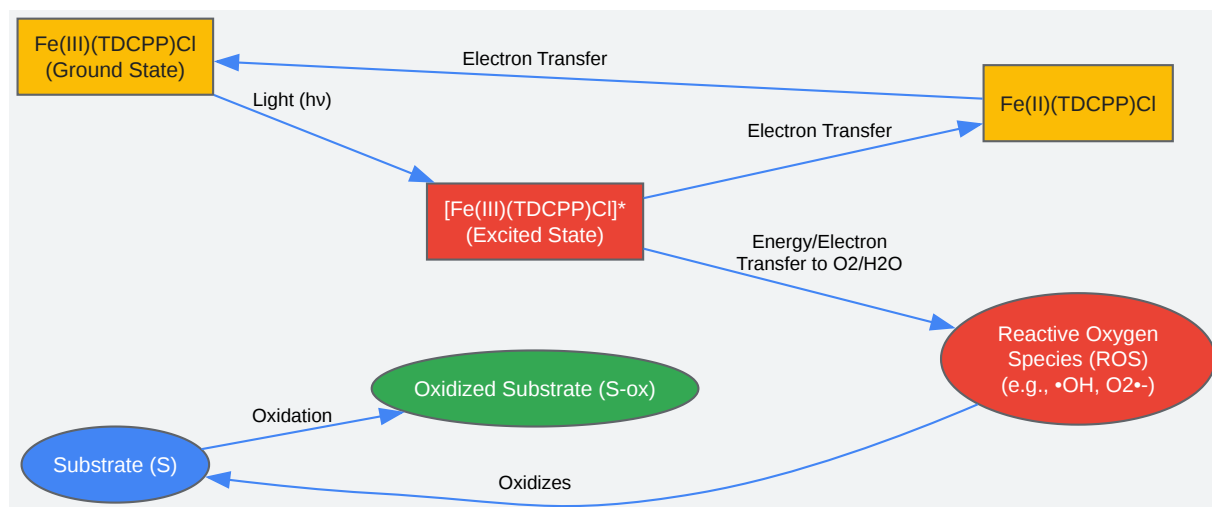 Fe(III)(TDCPP)Cl
(Ground State)
Electron Transfer
Light (hν)
Fe(II)(TDCPP)Cl
Electron Transfer
[Fe(III)(TDCPP)Cl]*
(Excited State)
Energy/Electron
Transfer to O2/H2O
Reactive Oxygen
Species (ROS)
(e.g., •OH, O2•-)
Oxidized Substrate (S-ox)
Oxidation
Substrate (S)
Oxidizes